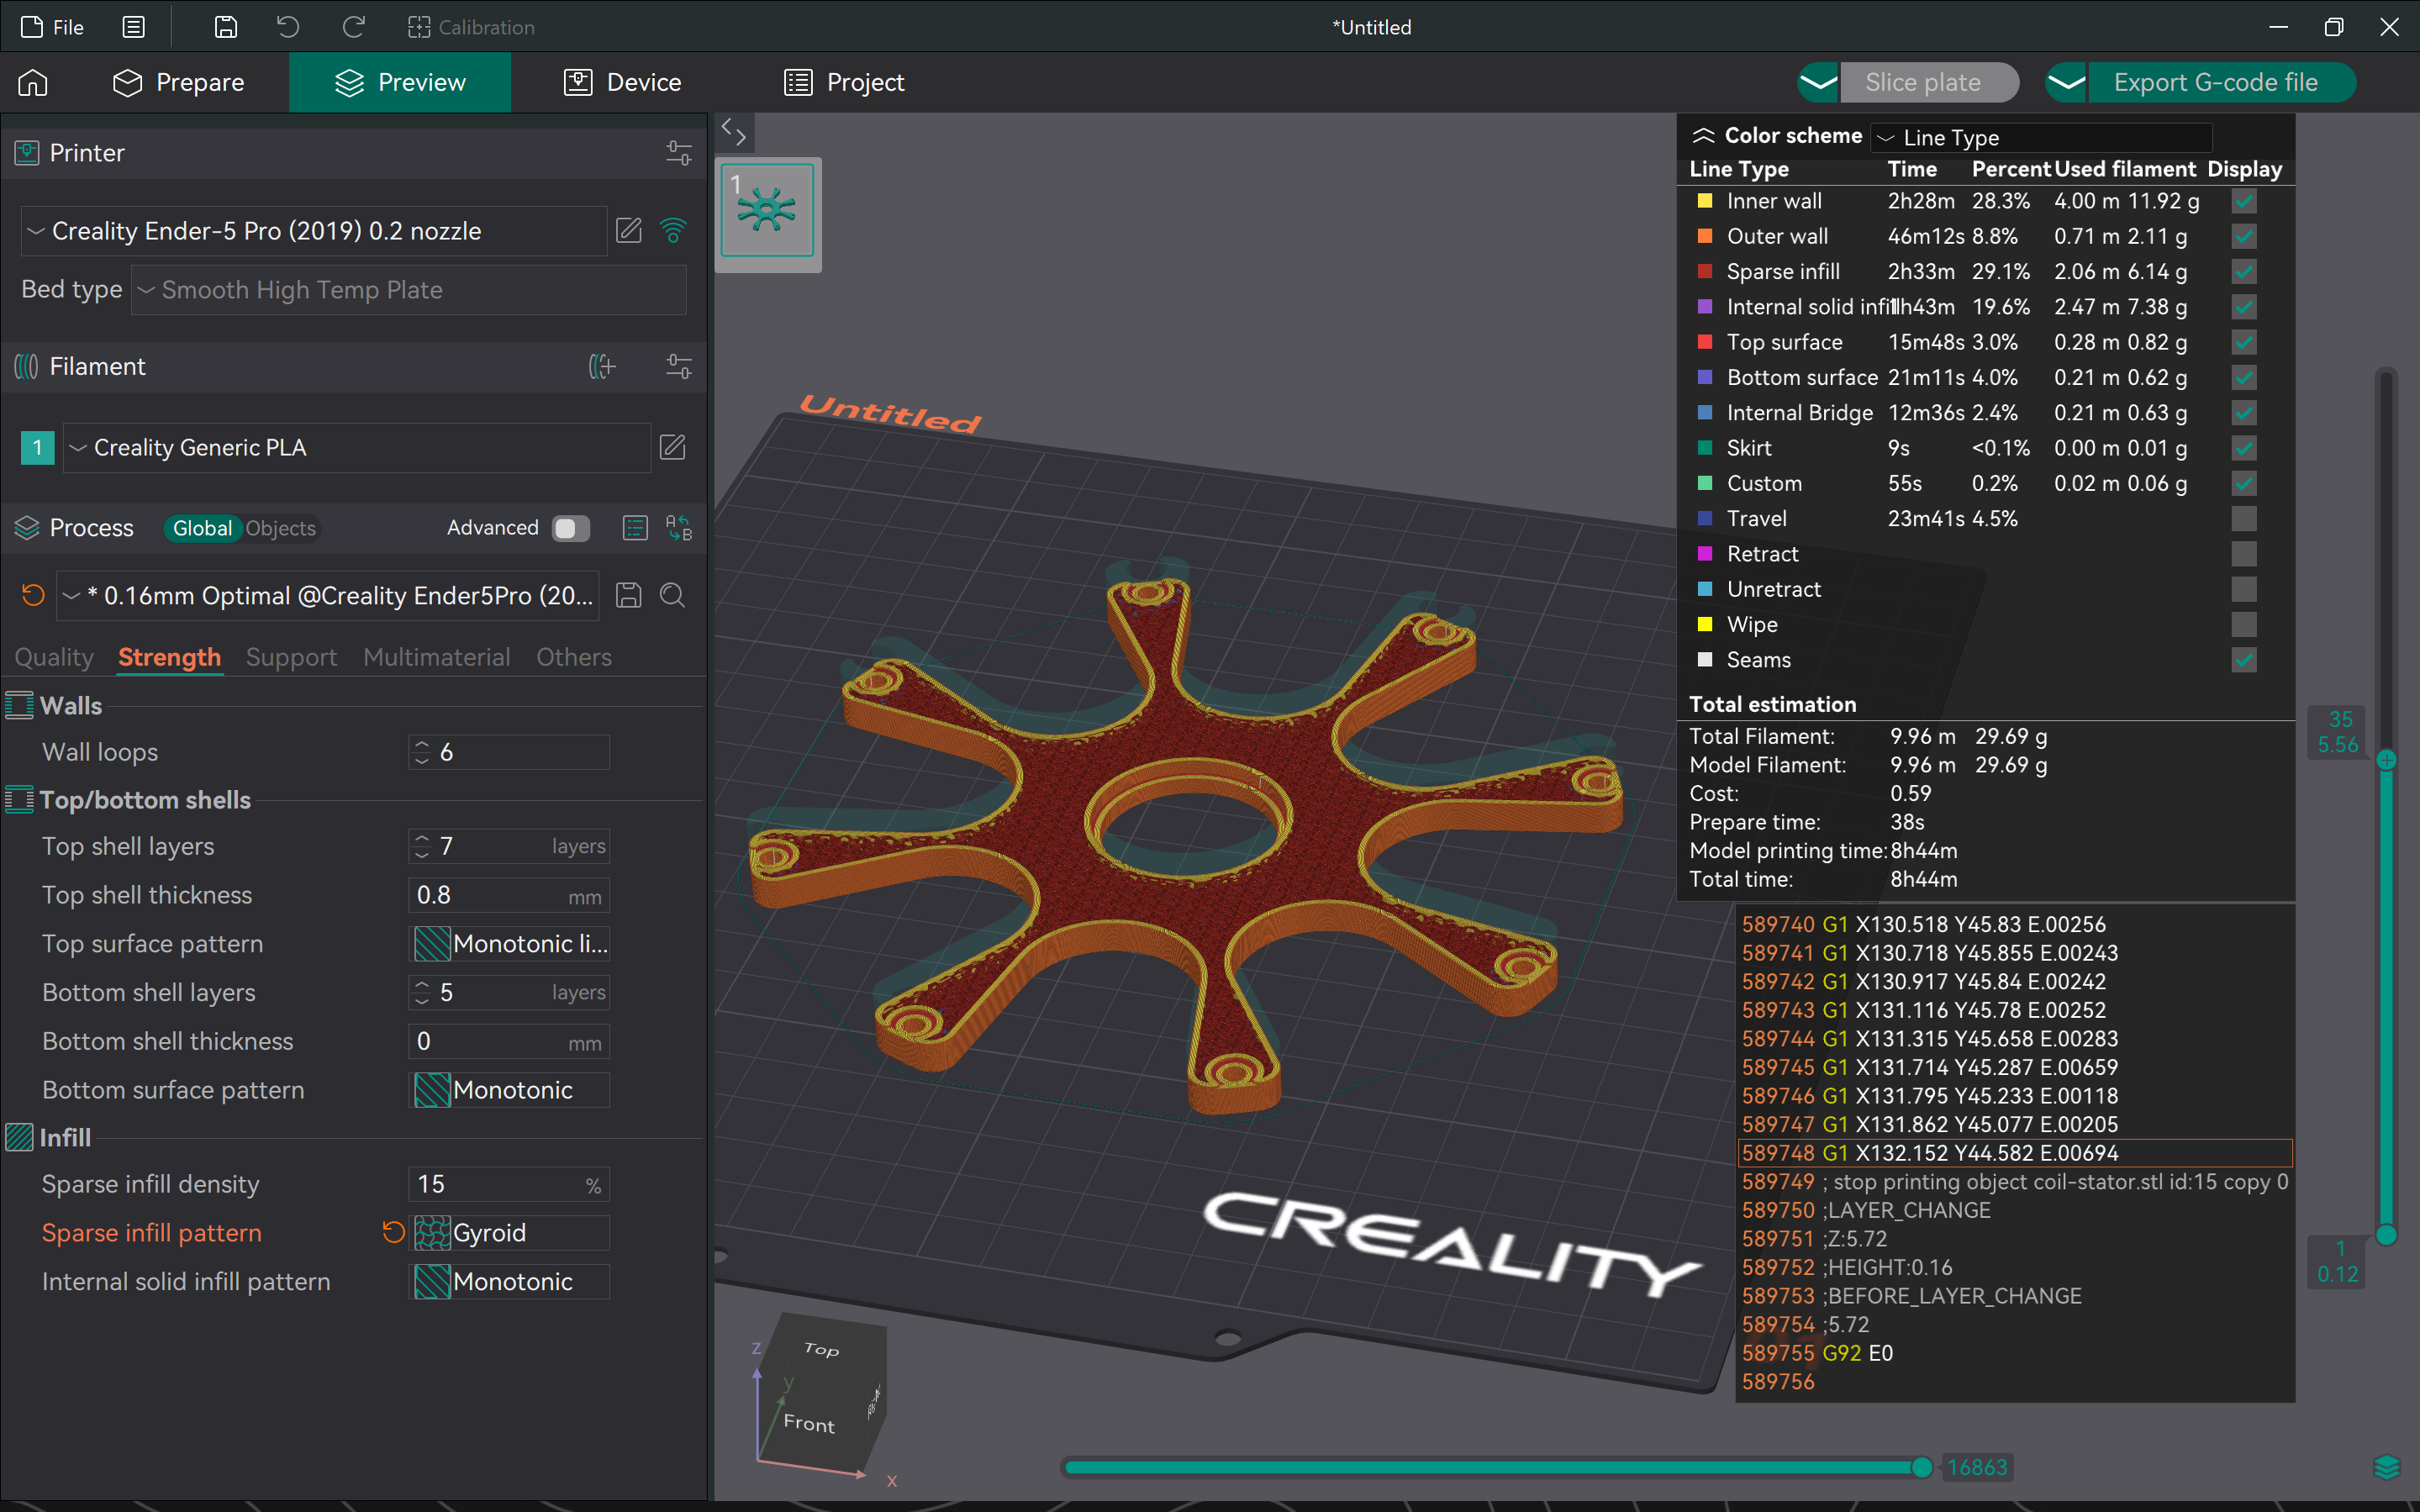 File
Calibration
*Untitled
Prepare
Preview
Device
Project
Slice plate
Export G-code file
Printer
Creality Ender-5 Pro (2019) 0.2 nozzle
Bed type
Smooth High Temp Plate
Filament
1
Creality Generic PLA
Process
Global
Objects
Advanced
* 0.16mm Optimal @Creality Ender5Pro (20...
Quality
Strength
Support
Multimaterial
Others
Walls
Wall loops 6
Top/bottom shells
Top shell layers 7 layers
Top shell thickness 0.8 mm
Top surface pattern Monotonic li...
Bottom shell layers 5 layers
Bottom shell thickness 0 mm
Bottom surface pattern Monotonic
Infill
Sparse infill density 15 %
Sparse infill pattern Gyroid
Internal solid infill pattern Monotonic
1
Untitled
CREALITY
Top
Front
z
y
x
Color scheme Line Type
Line Type Time Percent Used filament Display
Inner wall 2h28m 28.3% 4.00 m 11.92 g
Outer wall 46m12s 8.8% 0.71 m 2.11 g
Sparse infill 2h33m 29.1% 2.06 m 6.14 g
Internal solid infill 1h43m 19.6% 2.47 m 7.38 g
Top surface 15m48s 3.0% 0.28 m 0.82 g
Bottom surface 21m11s 4.0% 0.21 m 0.62 g
Internal Bridge 12m36s 2.4% 0.21 m 0.63 g
Skirt 9s <0.1% 0.00 m 0.01 g
Custom 55s 0.2% 0.02 m 0.06 g
Travel 23m41s 4.5%
Retract
Unretract
Wipe
Seams
Total estimation
Total Filament: 9.96 m 29.69 g
Model Filament: 9.96 m 29.69 g
Cost: 0.59
Prepare time: 38s
Model printing time: 8h44m
Total time: 8h44m
589740 G1 X130.518 Y45.83 E.00256
589741 G1 X130.718 Y45.855 E.00243
589742 G1 X130.917 Y45.84 E.00242
589743 G1 X131.116 Y45.78 E.00252
589744 G1 X131.315 Y45.658 E.00283
589745 G1 X131.714 Y45.287 E.00659
589746 G1 X131.795 Y45.233 E.00118
589747 G1 X131.862 Y45.077 E.00205
589748 G1 X132.152 Y44.582 E.00694
589749 ; stop printing object coil-stator.stl id:15 copy 0
589750 ;LAYER_CHANGE
589751 ;Z:5.72
589752 ;HEIGHT:0.16
589753 ;BEFORE_LAYER_CHANGE
589754 ;5.72
589755 G92 E0
589756
35
5.56
1
0.12
16863